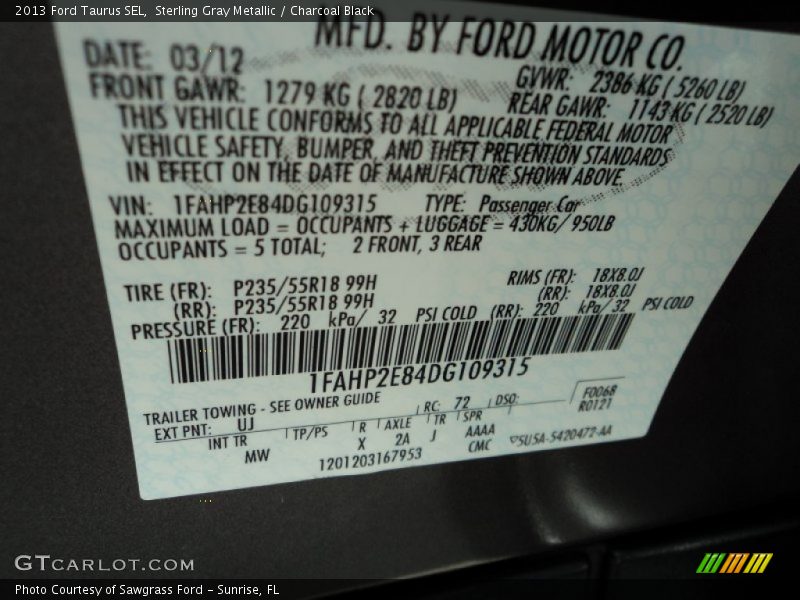 2013 Ford Taurus SEL, Sterling Gray Metallic / Charcoal Black
MFD. BY FORD MOTOR CO.
DATE: 03/12 GVWR: 2386 KG ( 5260 LB)
FRONT GAWR: 1279 KG ( 2820 LB) REAR GAWR: 1143 KG ( 2520 LB)
THIS VEHICLE CONFORMS TO ALL APPLICABLE FEDERAL MOTOR
VEHICLE SAFETY, BUMPER, AND THEFT PREVENTION STANDARDS
IN EFFECT ON THE DATE OF MANUFACTURE SHOWN ABOVE.
VIN: 1FAHP2E84DG109315 TYPE: Passenger Car
MAXIMUM LOAD = OCCUPANTS + LUGGAGE = 430KG/ 950LB
OCCUPANTS = 5 TOTAL; 2 FRONT, 3 REAR
TIRE (FR): P235/55R18 99H RIMS (FR): 18X8.0J
(RR): P235/55R18 99H (RR): 18X8.0J
PRESSURE (FR): 220 kPa/ 32 PSI COLD (RR): 220 kPa/ 32 PSI COLD
1FAHP2E84DG109315
TRAILER TOWING - SEE OWNER GUIDE
EXT PNT: UJ RC: 72 DSO: F0068
R0121
INT TR TP/PS R AXLE TR SPR
MW X 2A J AAAA
1201203167953 CMC ▽5U5A-5420472-AA
GTCARLOT.COM
Photo Courtesy of Sawgrass Ford - Sunrise, FL